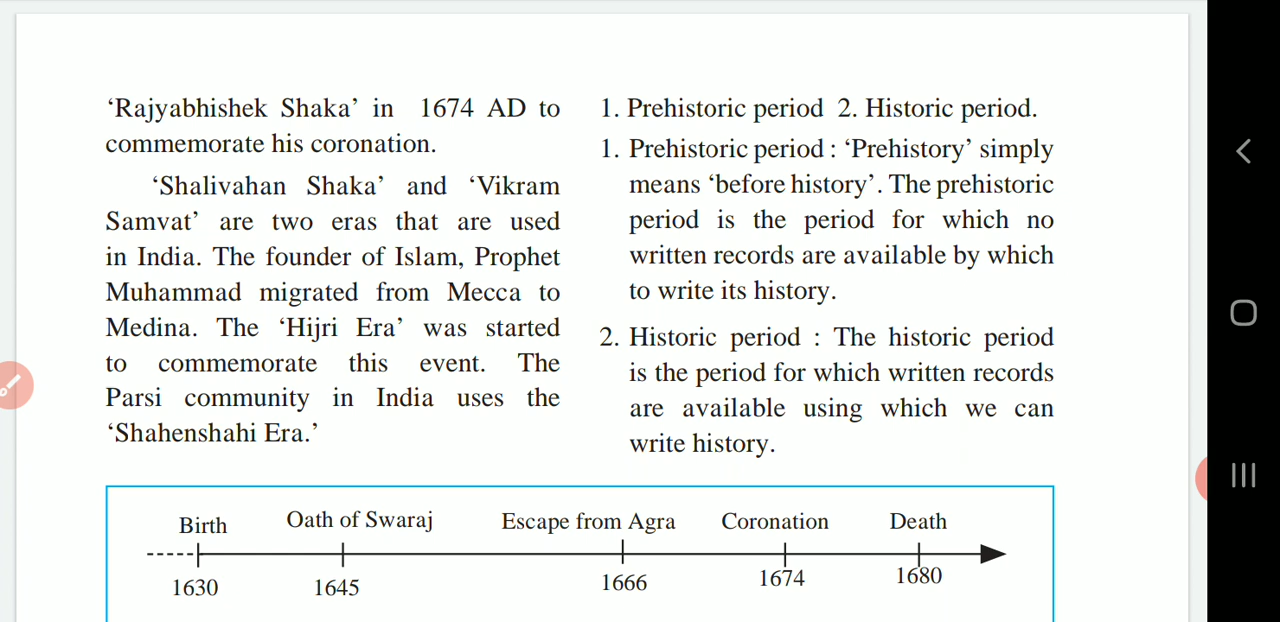 ‘Rajyabhishek Shaka’ in 1674 AD to
commemorate his coronation.
‘Shalivahan Shaka’ and ‘Vikram
Samvat’ are two eras that are used
in India. The founder of Islam, Prophet
Muhammad migrated from Mecca to
Medina. The ‘Hijri Era’ was started
to commemorate this event. The
Parsi community in India uses the
‘Shahenshahi Era.’
1. Prehistoric period 2. Historic period.
1. Prehistoric period : ‘Prehistory’ simply
means ‘before history’. The prehistoric
period is the period for which no
written records are available by which
to write its history.
2. Historic period : The historic period
is the period for which written records
are available using which we can
write history.
Birth Oath of Swaraj Escape from Agra Coronation Death
1630 1645 1666 1674 1680